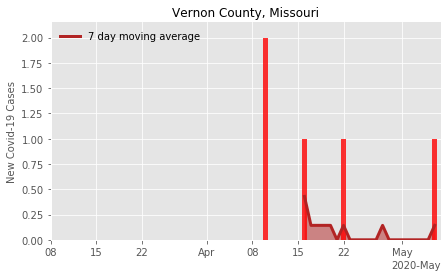 Vernon County, Missouri
7 day moving average
New Covid-19 Cases
2.00
1.75
1.50
1.25
1.00
0.75
0.50
0.25
0.00
08 15 22 Apr 08 15 22 May
2020-May